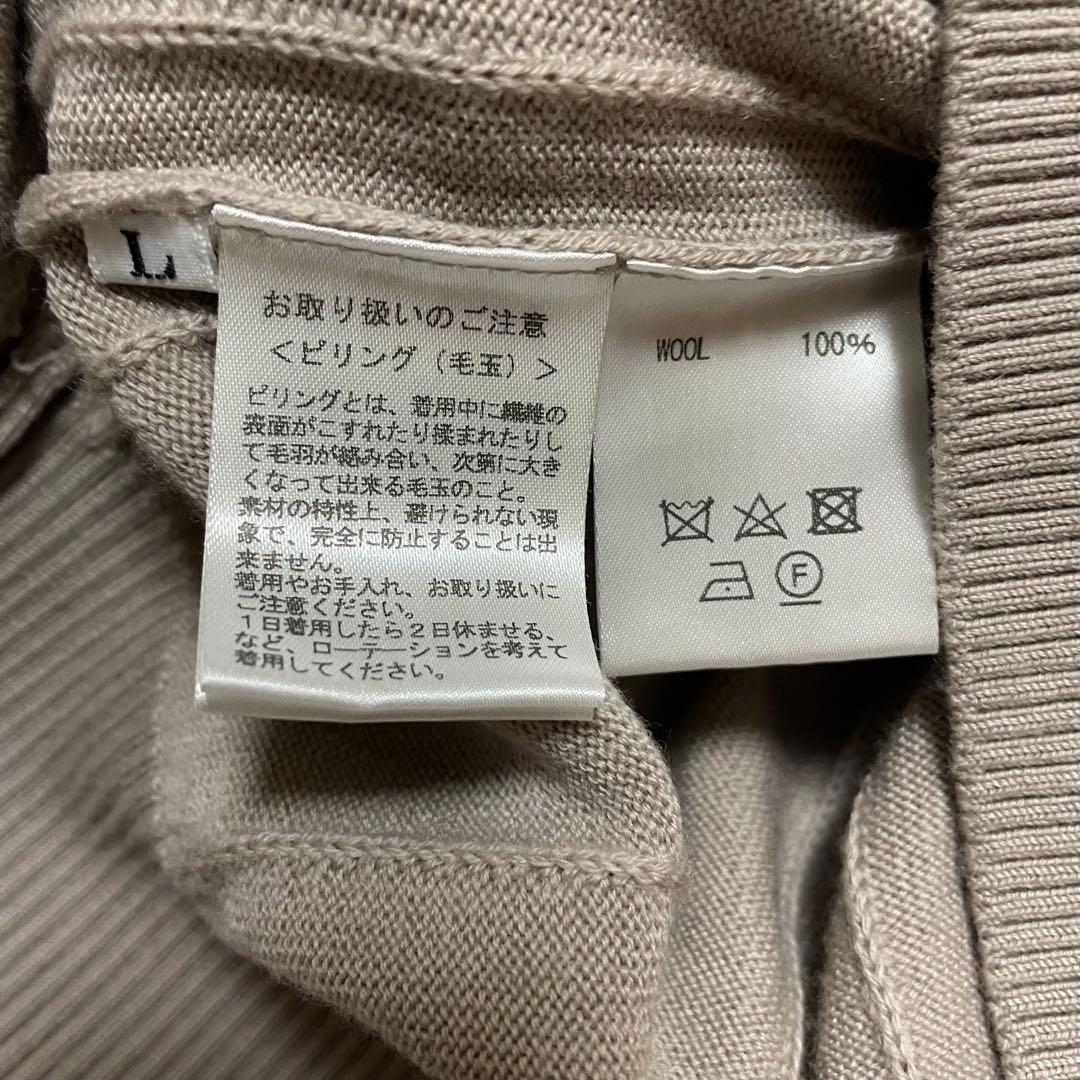 L
お取り扱いのご注意
＜ピリング（毛玉）＞
ピリングとは、着用中に繊維の
表面がこすれたり揉まれたりし
て毛羽が絡み合い、次第に大き
くなって出来る毛玉のこと。
素材の特性上、避けられない現
象で、完全に防止することは出
来ません。
着用やお手入れ、お取り扱いに
ご注意ください。
１日着用したら２日休ませる、
など、ローテーションを考えて
着用してください。
WOOL 100%
F